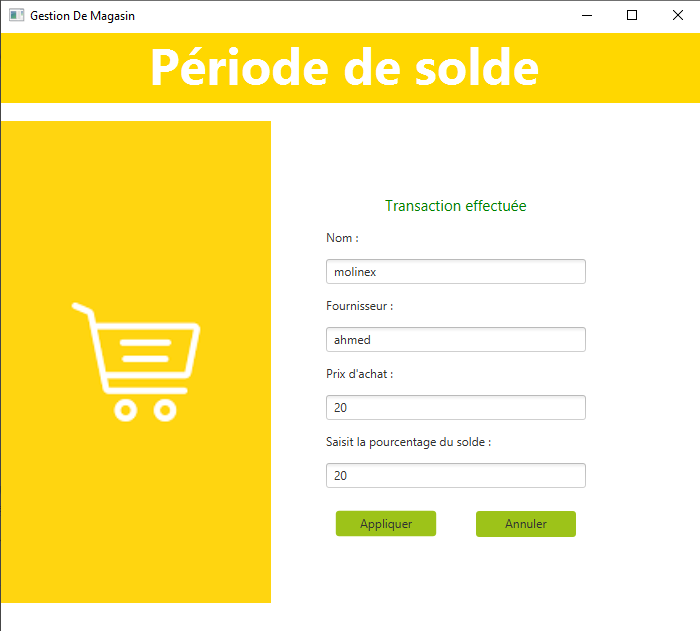 Gestion De Magasin
Période de solde
Transaction effectuée
Nom :
molinex
Fournisseur :
ahmed
Prix d'achat :
20
Saisit la pourcentage du solde :
20
Appliquer
Annuler